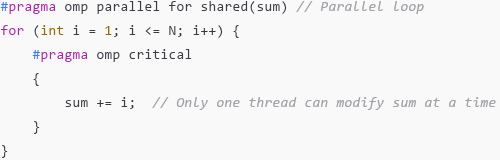 #pragma omp parallel for shared(sum) // Parallel loop
for (int i = 1; i <= N; i++) {
    #pragma omp critical
    {
        sum += i;  // Only one thread can modify sum at a time
    }
}